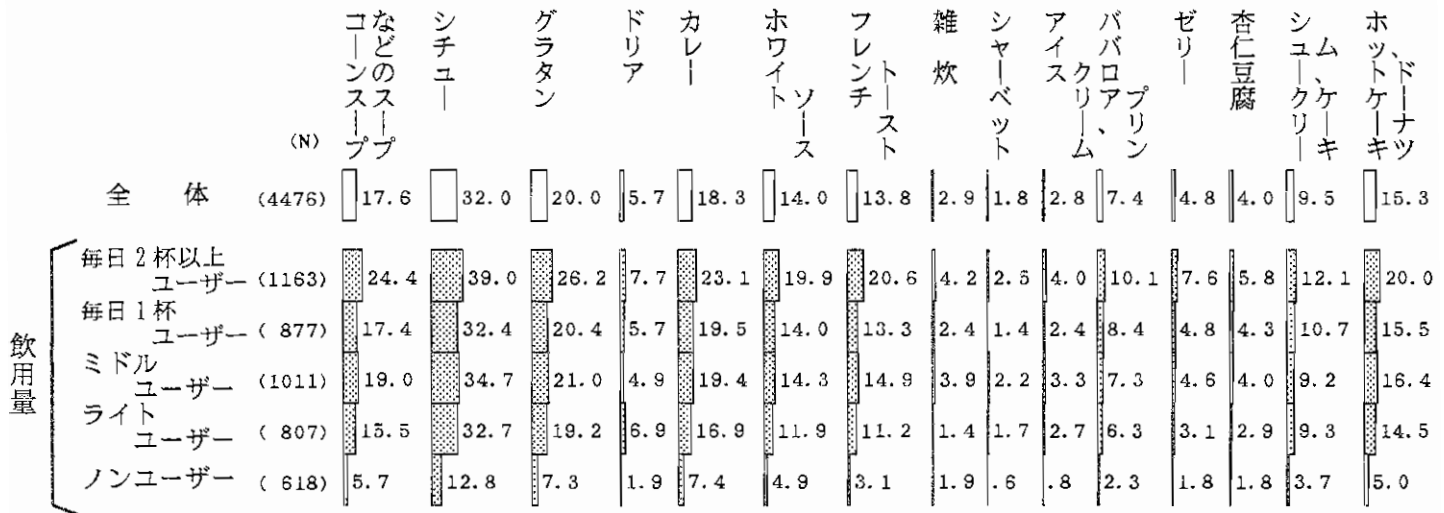 コーンスープなどのスープ
シチュー
グラタン
ドリア
カレー
ホワイトソース
フレンチトースト
雑炊
シャーベット
アイスクリーム
ババロア、プリン
ゼリー
杏仁豆腐
シュークリーム、ケーキ
ホットケーキ、ドーナツ
(N)
全体 (4476) 17.6 32.0 20.0 5.7 18.3 14.0 13.8 2.9 1.8 2.8 7.4 4.8 4.0 9.5 15.3
飲用量
毎日2杯以上
ユーザー (1163) 24.4 39.0 26.2 7.7 23.1 19.9 20.6 4.2 4.0 10.1 7.6 5.8 12.1 20.0
毎日1杯
ユーザー (877) 17.4 32.4 20.4 5.7 19.5 14.0 13.3 2.4 1.4 2.4 8.4 4.8 4.3 10.7 15.5
ミドル
ユーザー (1011) 19.0 34.7 21.0 4.9 19.4 14.3 14.9 3.9 2.2 3.3 7.3 4.6 4.0 9.2 16.4
ライト
ユーザー (807) 15.5 32.7 19.2 6.9 16.9 11.9 11.2 1.4 1.7 2.7 6.3 3.1 2.9 9.3 14.5
ノンユーザー (618) 5.7 12.8 7.3 1.9 7.4 4.9 3.1 1.9 .6 .8 2.3 1.8 1.8 3.7 5.0